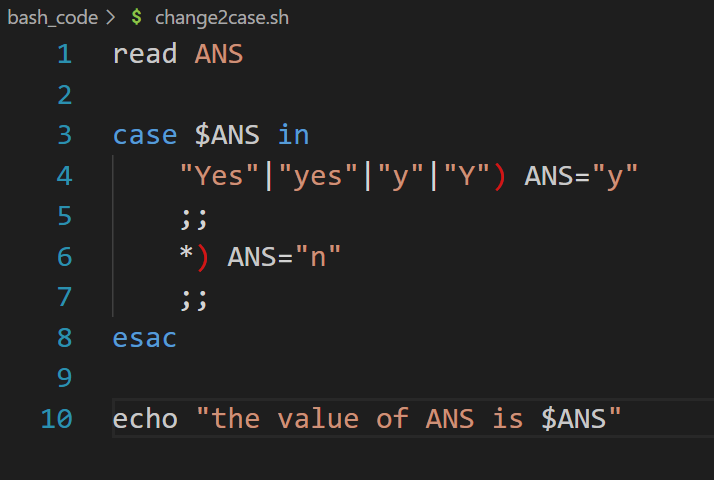 bash_code > $ change2case.sh
1 read ANS
2
3 case $ANS in
4     "Yes"|"yes"|"y"|"Y") ANS="y"
5     ;;
6     *) ANS="n"
7     ;;
8 esac
9
10 echo "the value of ANS is $ANS"